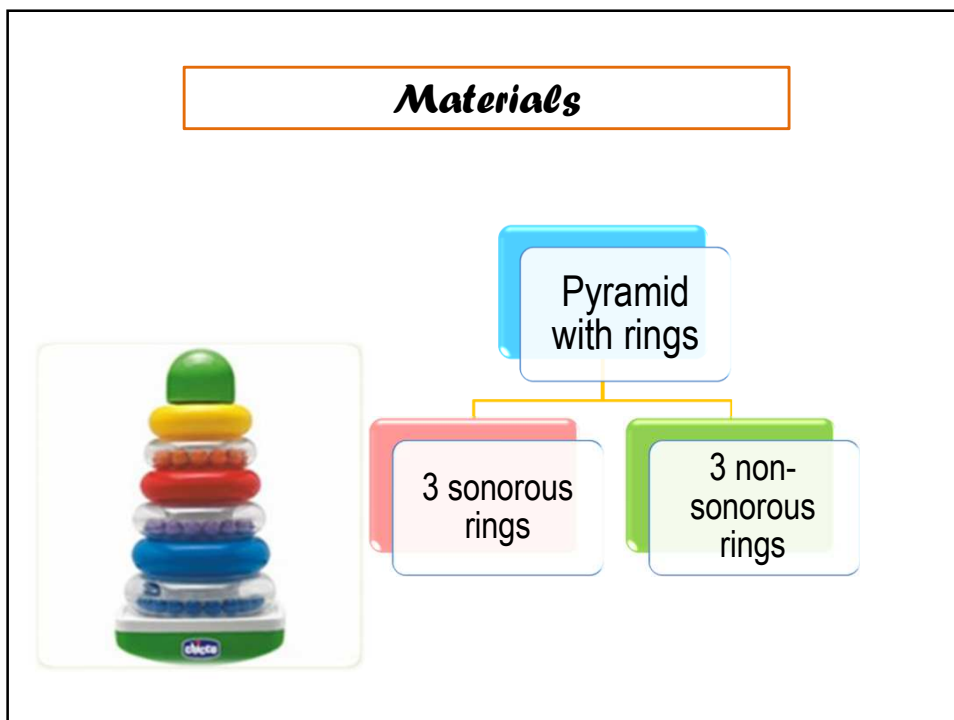 Materials
Pyramid
with rings
3 sonorous
rings
3 non-
sonorous
rings
chicco